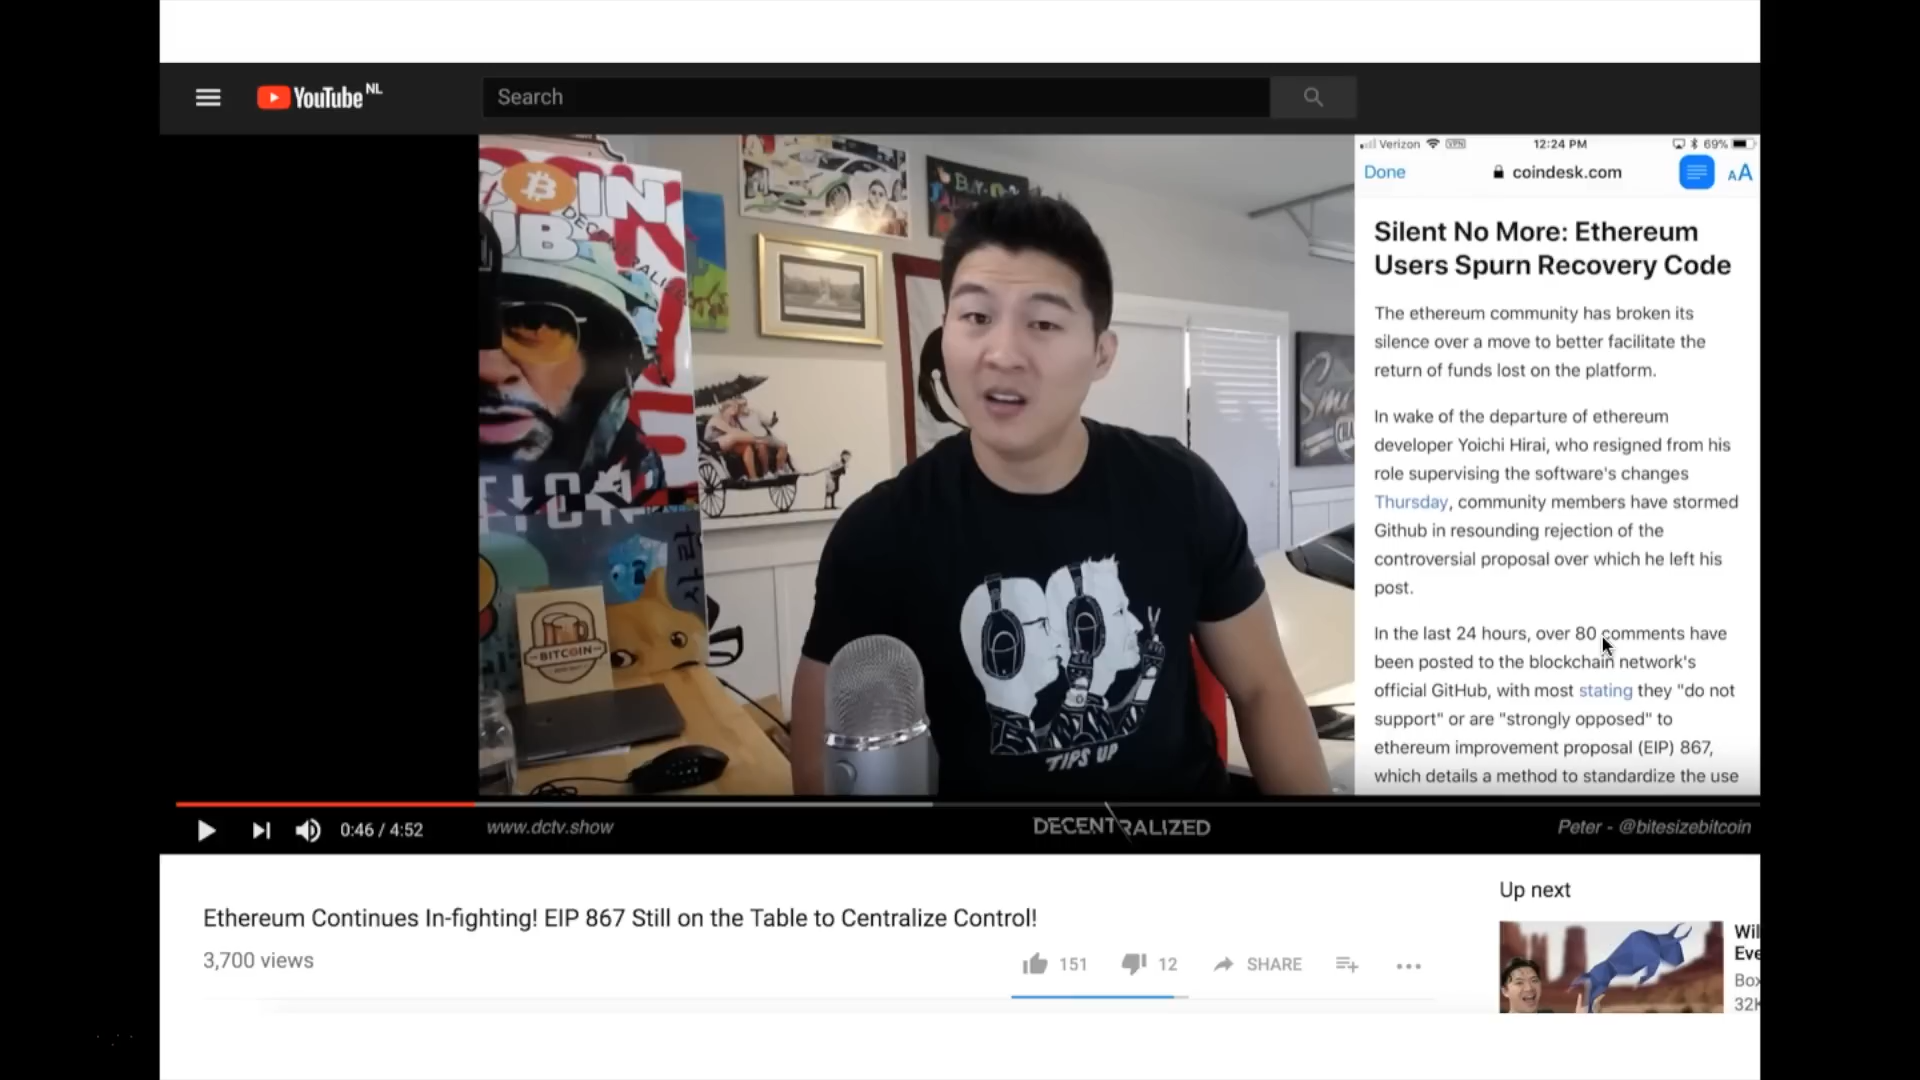 YouTube NL
Search
COIN
Verizon
VPN
12:24 PM
69%
Done
coindesk.com
AA
Silent No More: Ethereum
Users Spurn Recovery Code
The ethereum community has broken its
silence over a move to better facilitate the
return of funds lost on the platform.
In wake of the departure of ethereum
developer Yoichi Hirai, who resigned from his
role supervising the software's changes
Thursday, community members have stormed
Github in resounding rejection of the
controversial proposal over which he left his
post.
In the last 24 hours, over 80 comments have
been posted to the blockchain network's
official GitHub, with most stating they "do not
support" or are "strongly opposed" to
ethereum improvement proposal (EIP) 867,
which details a method to standardize the use
BITCOIN
TIPS UP
0:46 / 4:52
www.dctv.show
DECENTRALIZED
Peter - @bitesizebitcoin
Ethereum Continues In-fighting! EIP 867 Still on the Table to Centralize Control!
3,700 views
151
12
SHARE
Up next